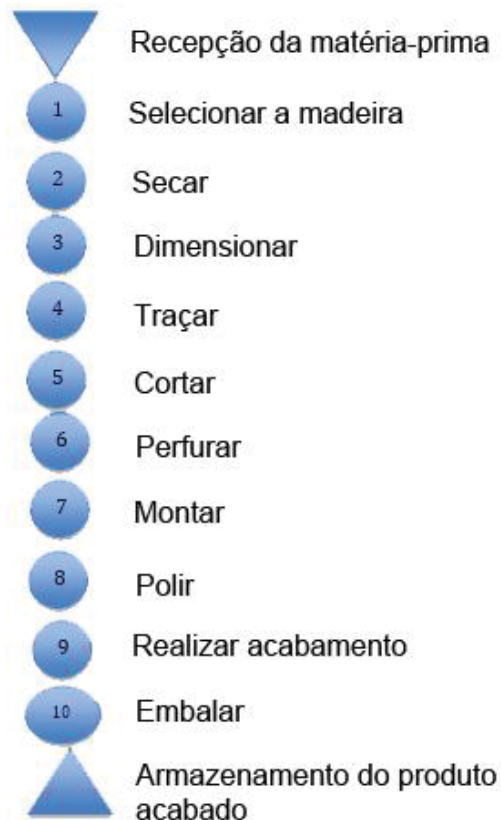 Recepção da matéria-prima
1 Selecionar a madeira
2 Secar
3 Dimensionar
4 Traçar
5 Cortar
6 Perfurar
7 Montar
8 Polir
9 Realizar acabamento
10 Embalar
Armazenamento do produto
acabado